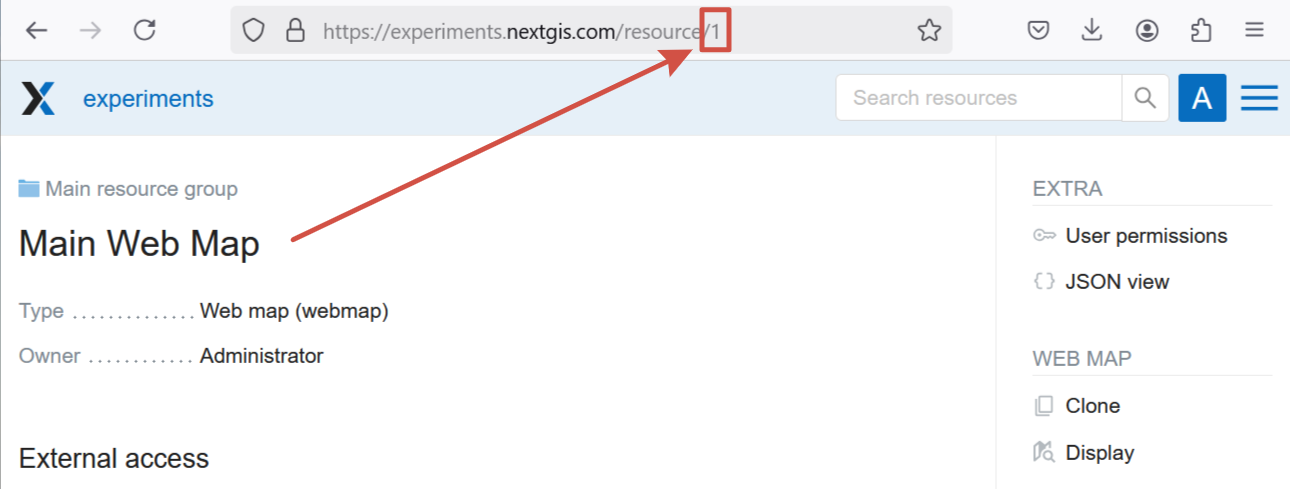 https://experiments.nextgis.com/resource/1
experiments
Search resources
A
Main resource group
Main Web Map
Type .............. Web map (webmap)
Owner ............ Administrator
External access
EXTRA
User permissions
{} JSON view
WEB MAP
Clone
Display